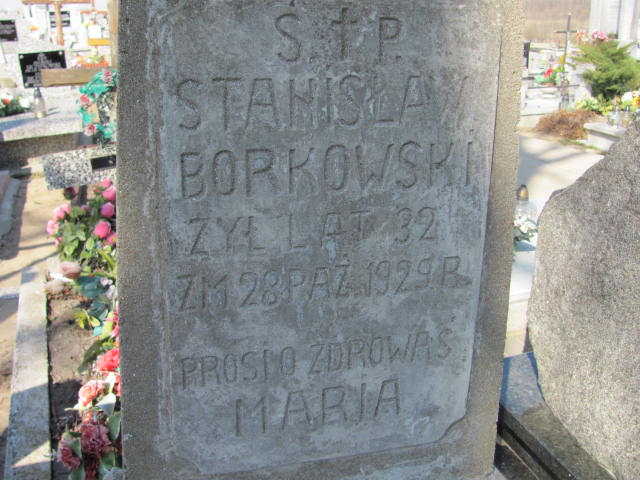 Ś.†P.
STANISŁAW
BORKOWSKI
ŻYŁ LAT 32
ZM 28 PAŹ. 1929 R.
PROSI O ZDROWAŚ
MARJA